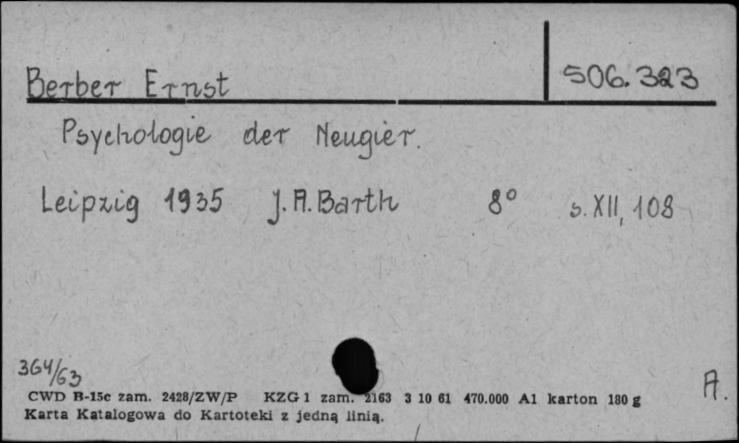 Berber Ernst 506.323
Psychologie der Neugier.
Leipzig 1935 J. A. Barth 8° s. XII, 108
364/63
A.
CWD B-15c zam. 2428/ZW/P KZG 1 zam. 2163 3 10 61 470.000 A1 karton 180 g
Karta Katalogowa do Kartoteki z jedną linią.